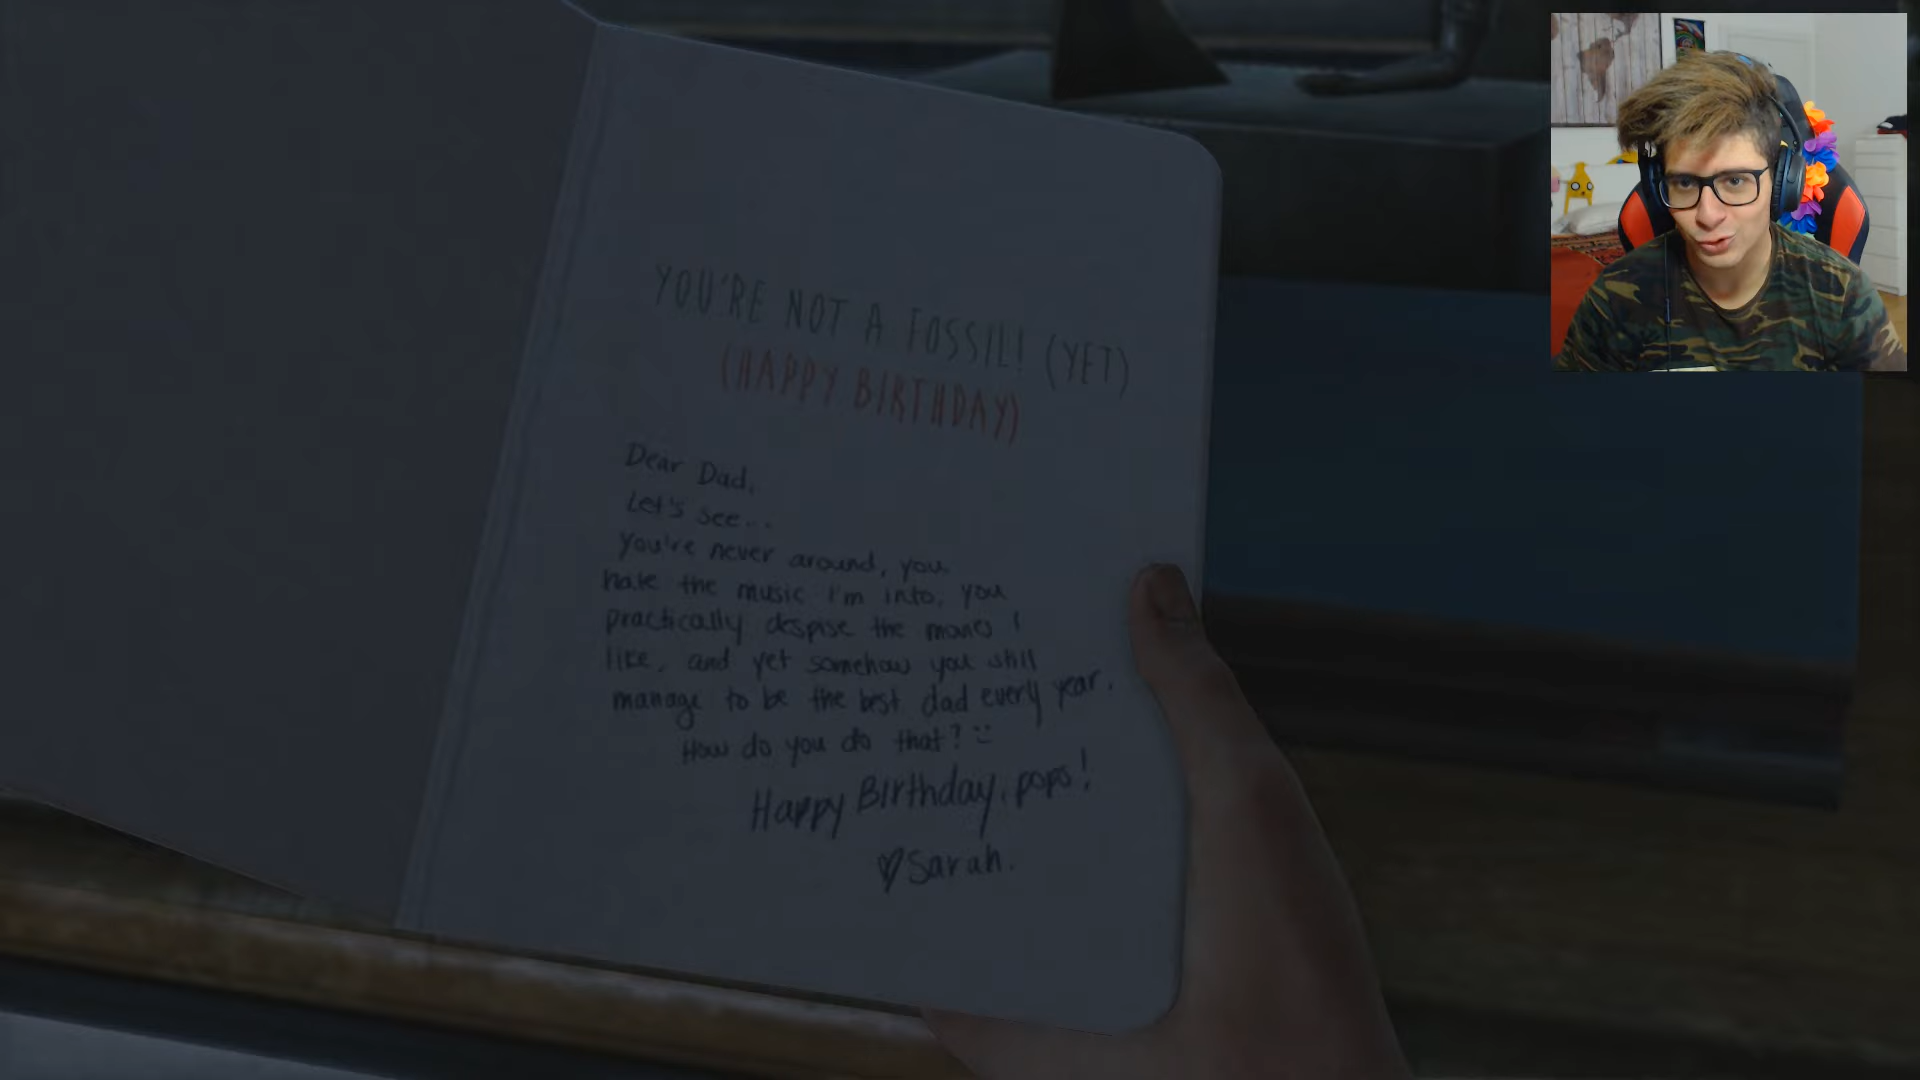 YOU'RE NOT A FOSSIL! (YET)
(HAPPY BIRTHDAY)
Dear Dad,
Let's see...
you're never around, you
hate the music I'm into, you
practically despise the movies I
like, and yet somehow you still
manage to be the best dad every year.
How do you do that? :)
Happy Birthday, pops!
♡ Sarah.